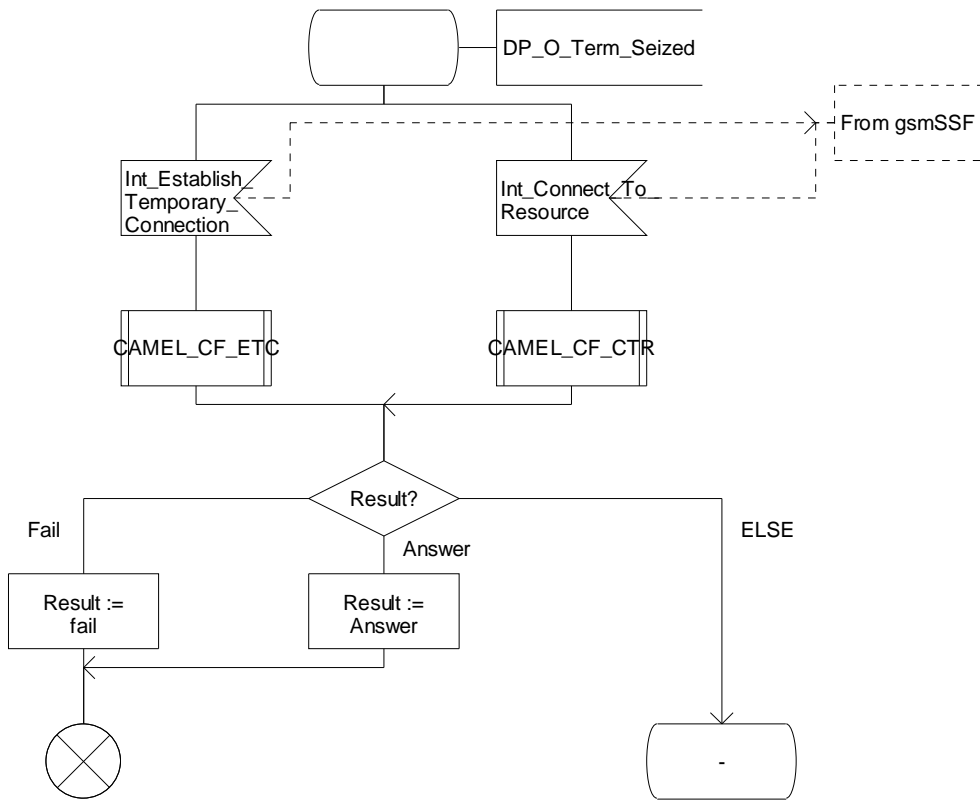 DP_O_Term_Seized
From gsmSSF
Int_Establish_
Temporary_
Connection
Int_Connect_To_
Resource
CAMEL_CF_ETC
CAMEL_CF_CTR
Result?
Fail
Answer
ELSE
Result :=
fail
Result :=
Answer
-